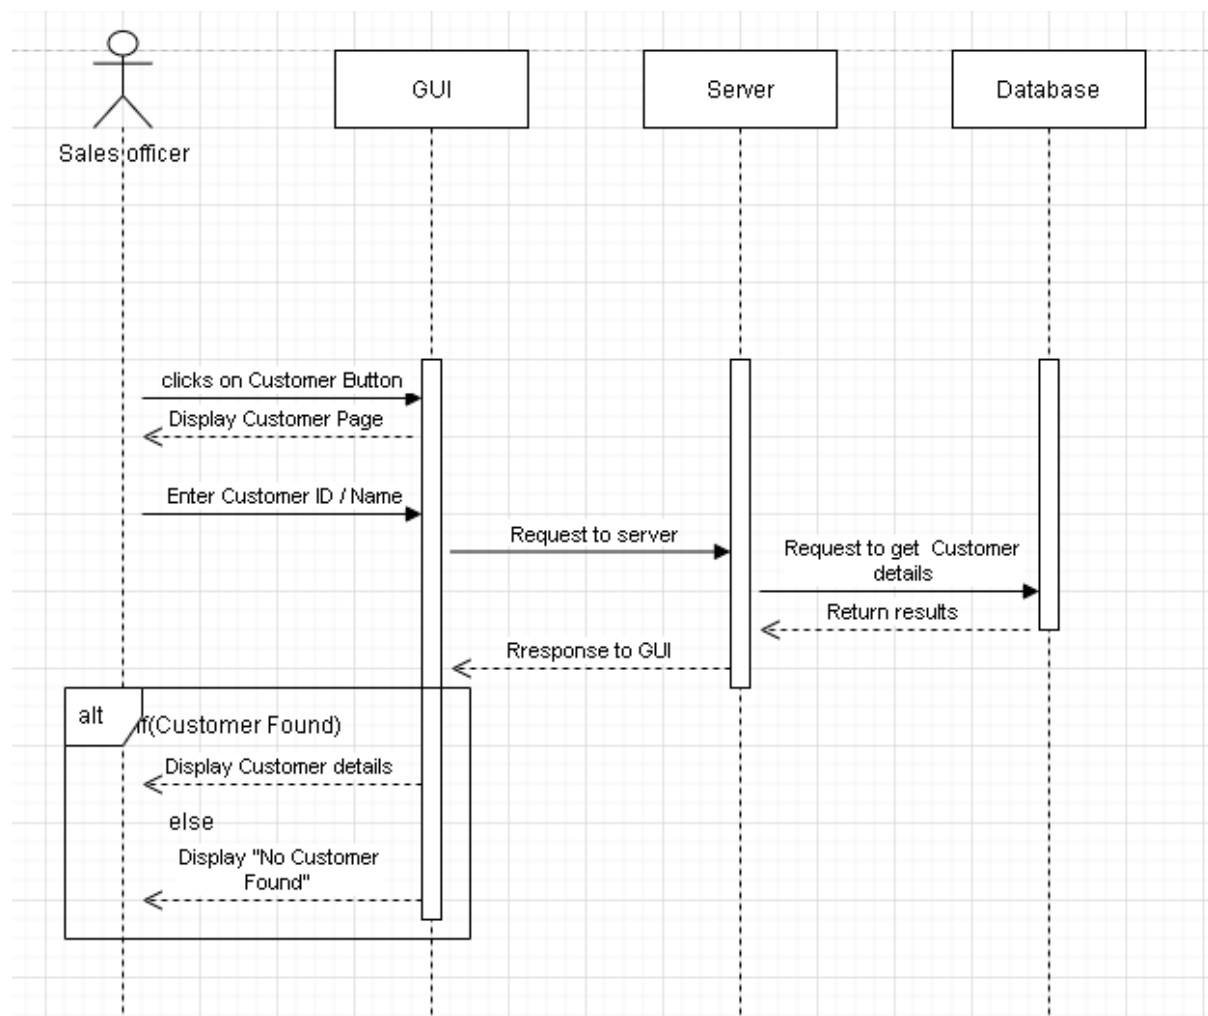 GUI
Server
Database
Sales officer
clicks on Customer Button
Display Customer Page
Enter Customer ID / Name
Request to server
Request to get  Customer
details
Return results
Rresponse to GUI
alt
if(Customer Found)
Display Customer details
else
Display "No Customer
Found"